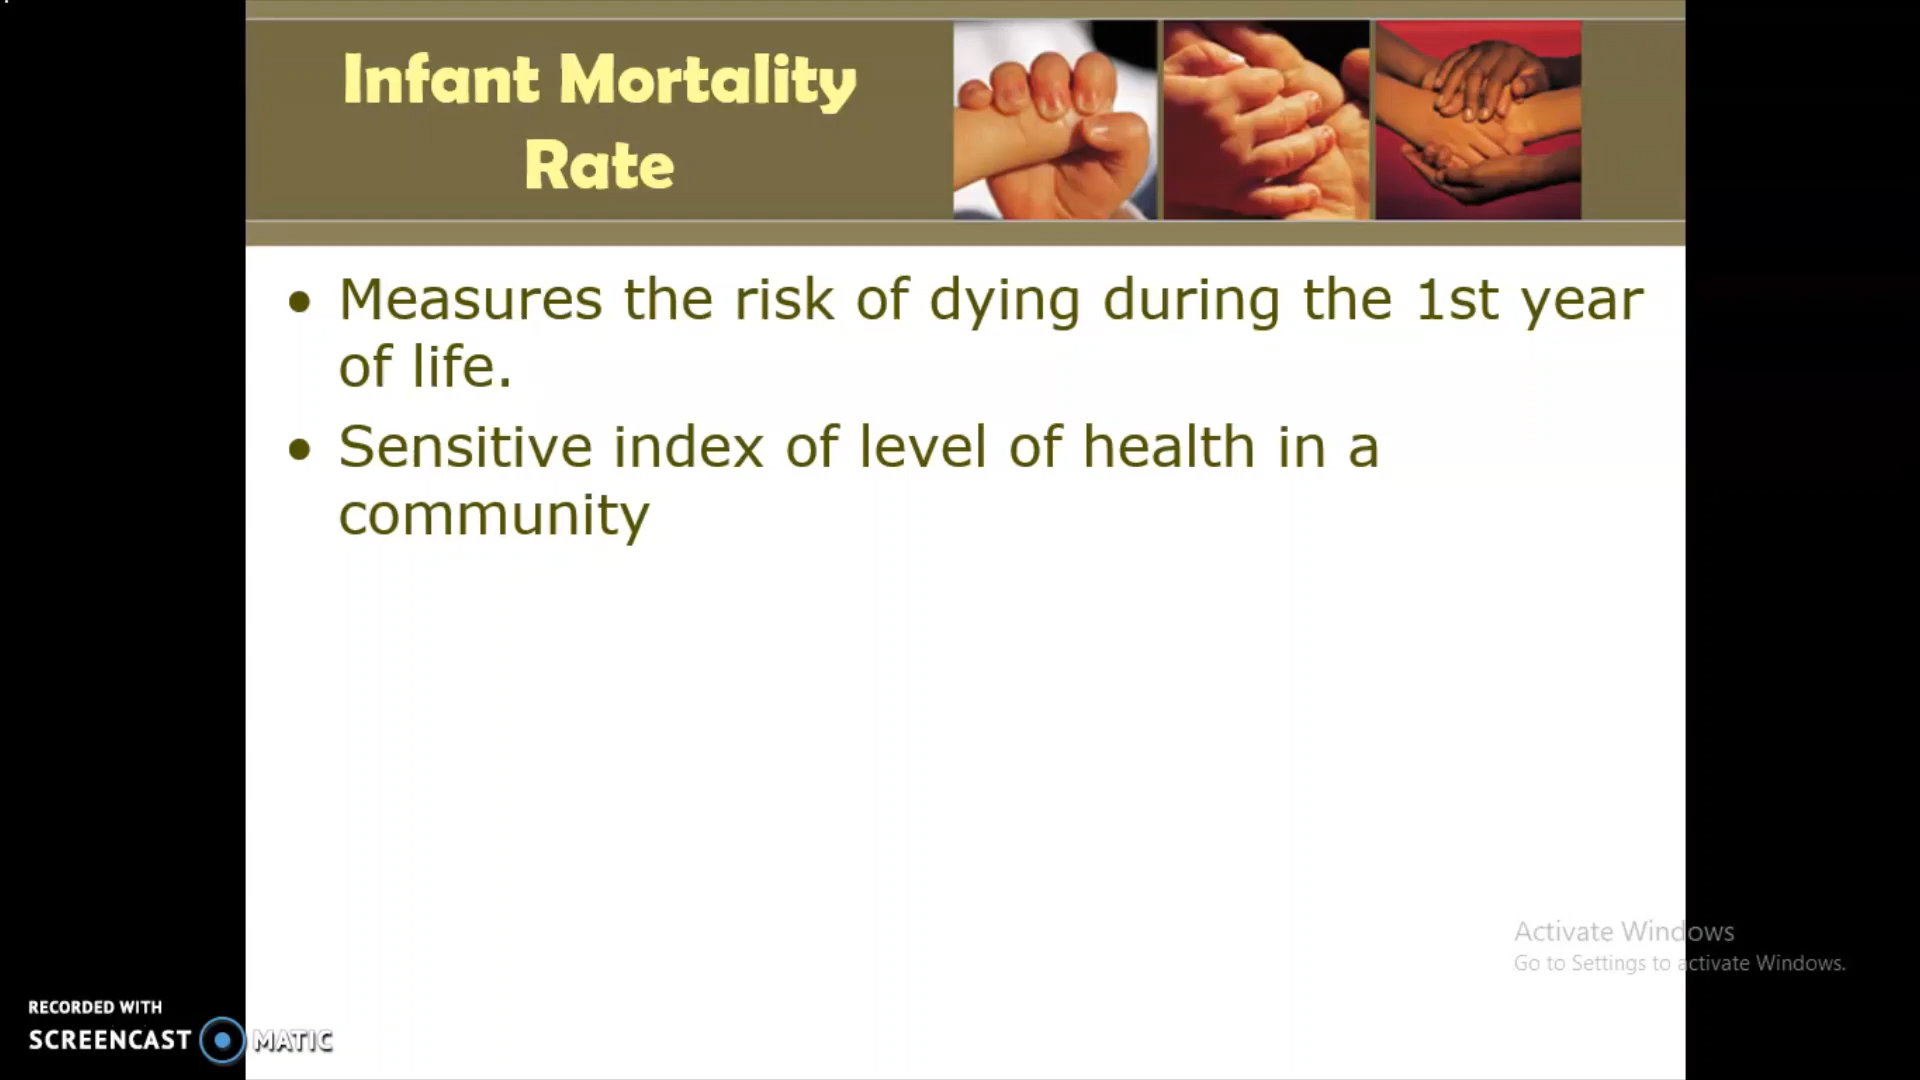 Infant Mortality
Rate
• Measures the risk of dying during the 1st year
of life.
• Sensitive index of level of health in a
community
Activate Windows
Go to Settings to activate Windows.
RECORDED WITH
SCREENCAST MATIC